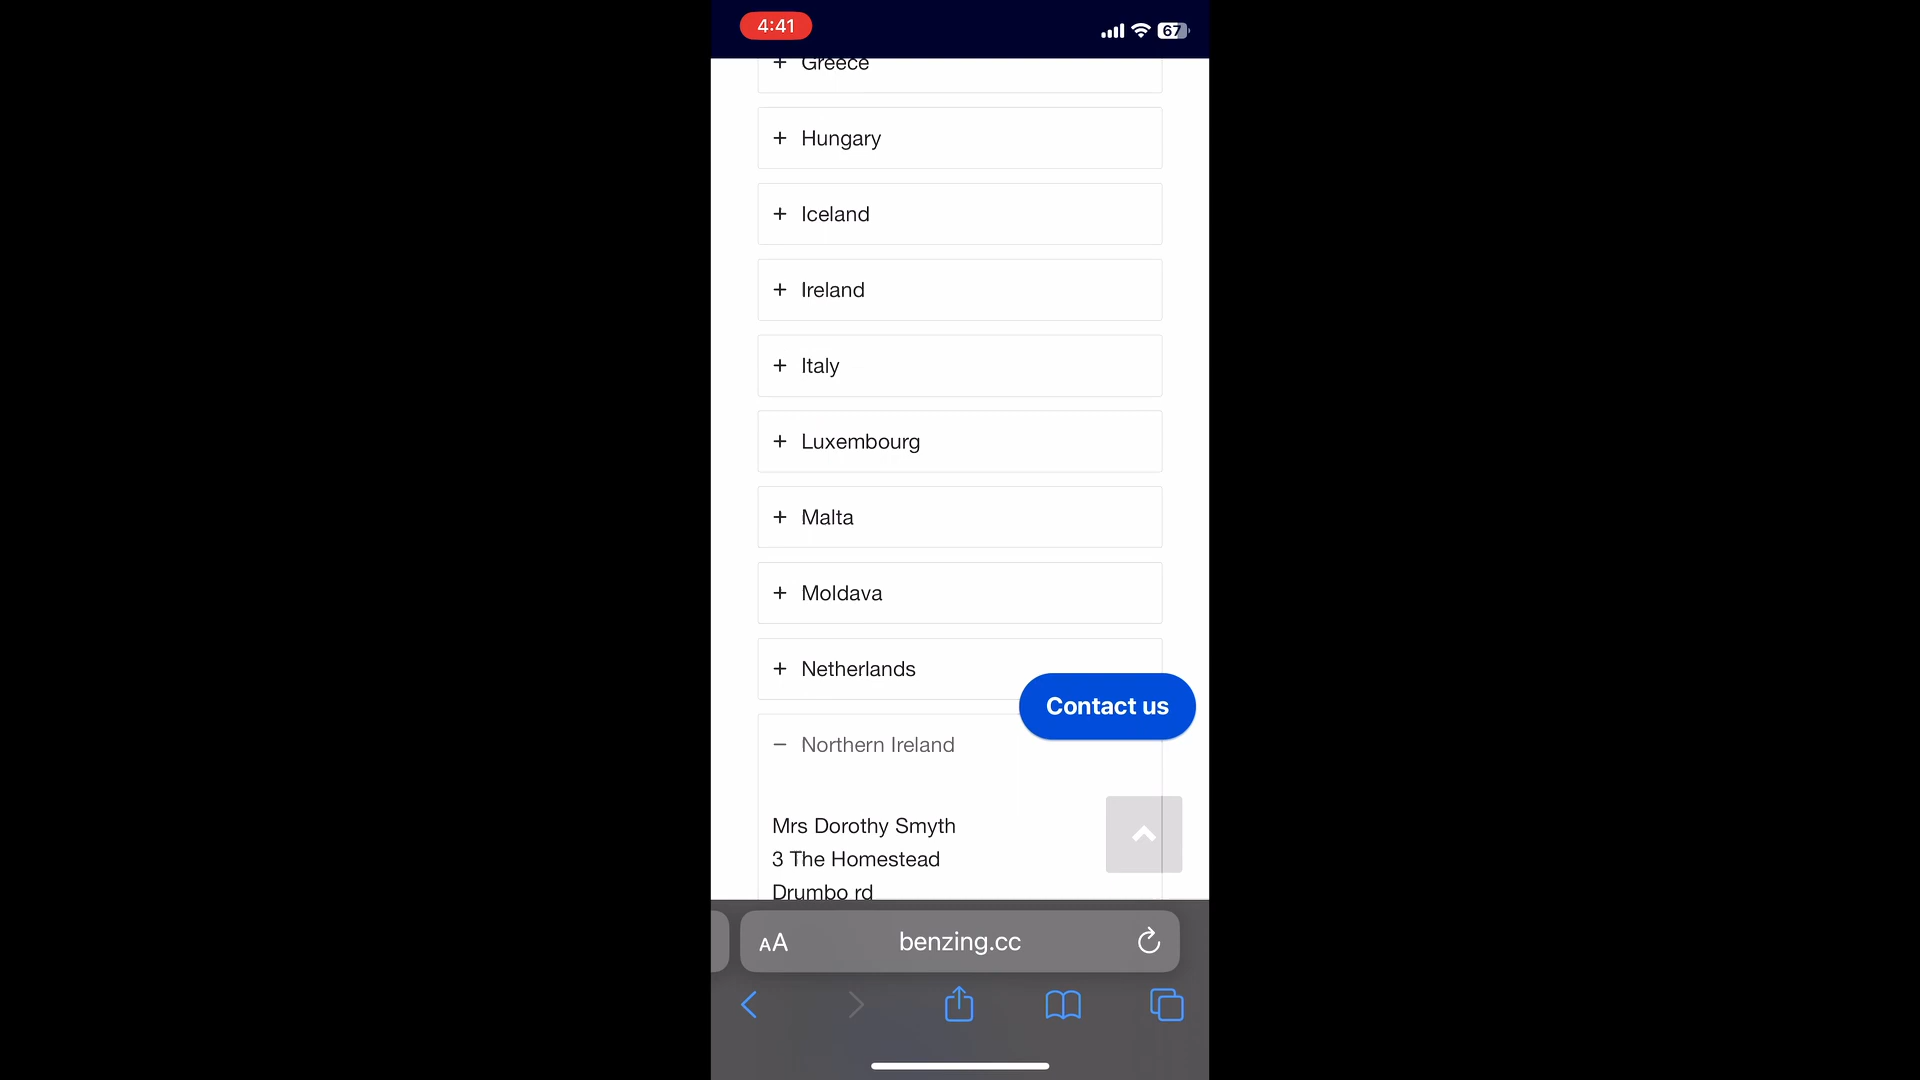 4:41
67
+ Greece
+ Hungary
+ Iceland
+ Ireland
+ Italy
+ Luxembourg
+ Malta
+ Moldava
+ Netherlands
Contact us
− Northern Ireland
Mrs Dorothy Smyth
3 The Homestead
Drumbo rd
AA benzing.cc